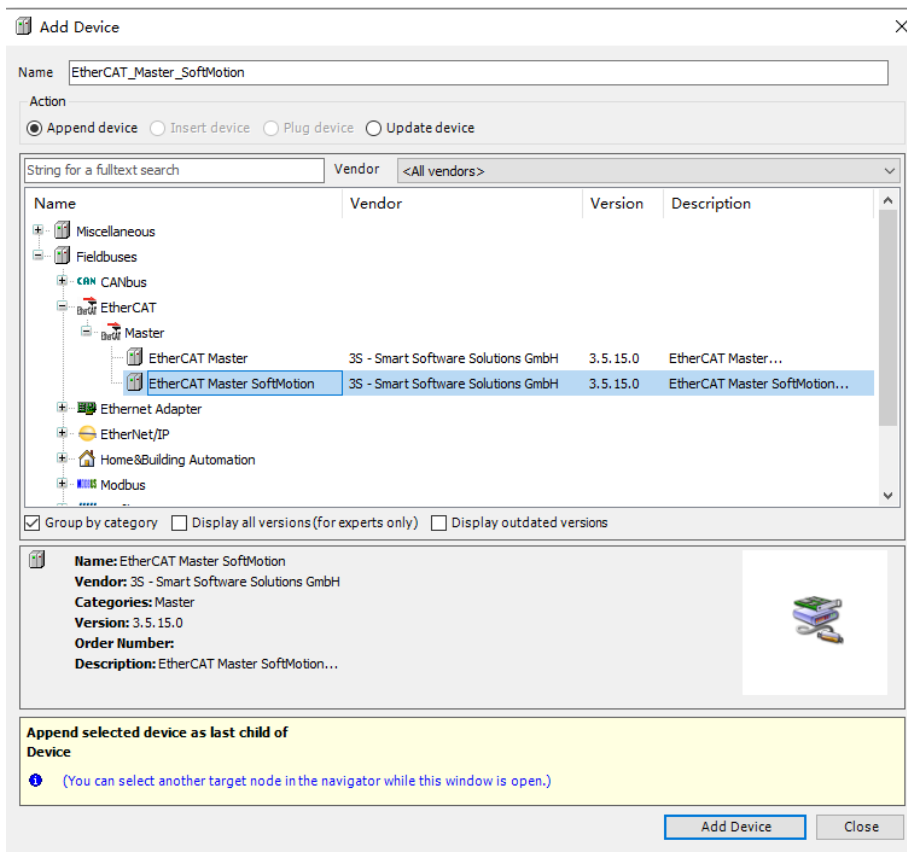 Add Device
Name EtherCAT_Master_SoftMotion
Action
Append device Insert device Plug device Update device
String for a fulltext search Vendor <All vendors>
Name Vendor Version Description
Miscellaneous
Fieldbuses
CAN CANbus
EtherCAT
Master
EtherCAT Master 3S - Smart Software Solutions GmbH 3.5.15.0 EtherCAT Master...
EtherCAT Master SoftMotion 3S - Smart Software Solutions GmbH 3.5.15.0 EtherCAT Master SoftMotion...
Ethernet Adapter
EtherNet/IP
Home&Building Automation
Modbus
Group by category Display all versions(for experts only) Display outdated versions
Name: EtherCAT Master SoftMotion
Vendor: 3S - Smart Software Solutions GmbH
Categories: Master
Version: 3.5.15.0
Order Number:
Description: EtherCAT Master SoftMotion...
Append selected device as last child of
Device
(You can select another target node in the navigator while this window is open.)
Add Device Close